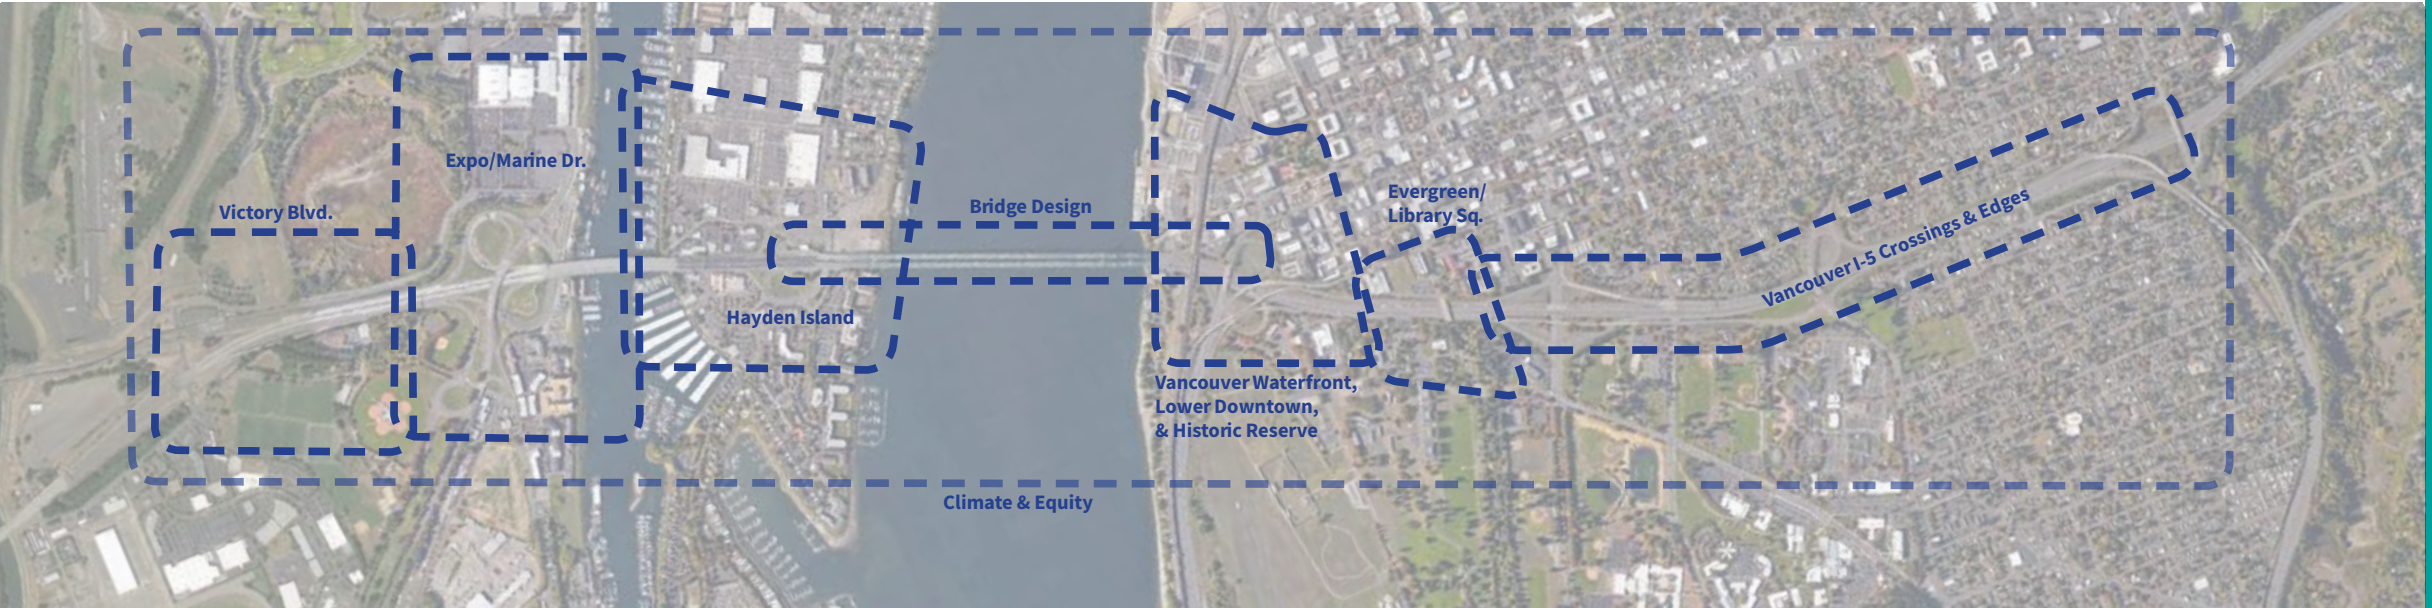 Expo/Marine Dr.
Victory Blvd.
Bridge Design
Evergreen/
Library Sq.
Hayden Island
Vancouver I-5 Crossings & Edges
Vancouver Waterfront,
Lower Downtown,
& Historic Reserve
Climate & Equity